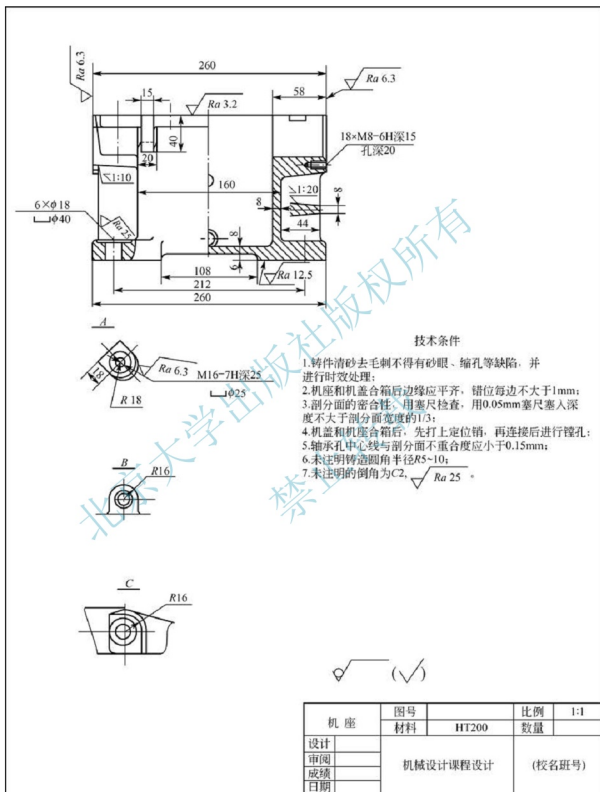 260
15
58
Ra 6.3
Ra 3.2
Ra 6.3
40
20
18×M8-6H深15
孔深20
1:10
160
1:20
8
8
44
6×φ18
⌴φ40
Ra 25
8
6
108
Ra 12.5
212
260
A
18
Ra 6.3
M16-7H深25
⌴φ25
R 18
B
R16
C
R16
技术条件
1.铸件清砂去毛刺不得有砂眼、缩孔等缺陷,并
进行时效处理;
2.机座和机盖合箱后边缘应平齐,错位每边不大于1mm;
3.剖分面的密合性,用塞尺检查,用0.05mm塞尺塞入深
度不大于剖分面宽度的1/3;
4.机盖和机座合箱后,先打上定位销,再连接后进行镗孔;
5.轴承孔中心线与剖分面不重合度应小于0.15mm;
6.未注明铸造圆角半径R5~10;
7.未注明的倒角为C2, Ra 25 。
(√)
机 座 图号 比例 1:1
材料 HT200 数量
设计
审阅
成绩
日期
机械设计课程设计
(校名班号)
北京大学出版社版权所有